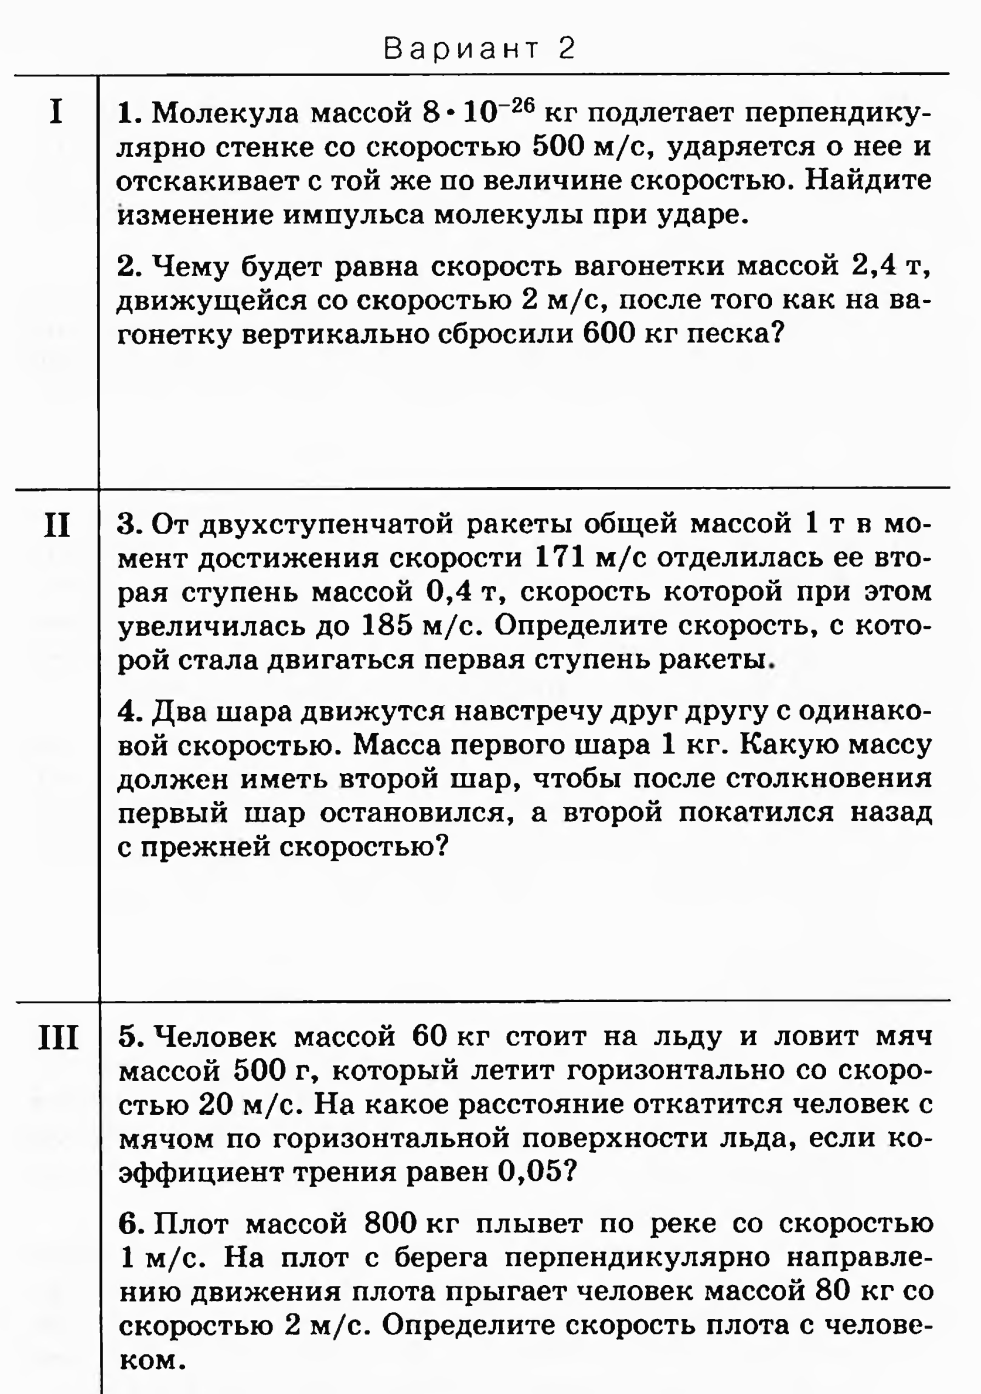 Вариант 2
I
1. Молекула массой 8 • 10⁻²⁶ кг подлетает перпендику-
лярно стенке со скоростью 500 м/с, ударяется о нее и
отскакивает с той же по величине скоростью. Найдите
изменение импульса молекулы при ударе.
2. Чему будет равна скорость вагонетки массой 2,4 т,
движущейся со скоростью 2 м/с, после того как на ва-
гонетку вертикально сбросили 600 кг песка?
II
3. От двухступенчатой ракеты общей массой 1 т в мо-
мент достижения скорости 171 м/с отделилась ее вто-
рая ступень массой 0,4 т, скорость которой при этом
увеличилась до 185 м/с. Определите скорость, с кото-
рой стала двигаться первая ступень ракеты.
4. Два шара движутся навстречу друг другу с одинако-
вой скоростью. Масса первого шара 1 кг. Какую массу
должен иметь второй шар, чтобы после столкновения
первый шар остановился, а второй покатился назад
с прежней скоростью?
III
5. Человек массой 60 кг стоит на льду и ловит мяч
массой 500 г, который летит горизонтально со скоро-
стью 20 м/с. На какое расстояние откатится человек с
мячом по горизонтальной поверхности льда, если ко-
эффициент трения равен 0,05?
6. Плот массой 800 кг плывет по реке со скоростью
1 м/с. На плот с берега перпендикулярно направле-
нию движения плота прыгает человек массой 80 кг со
скоростью 2 м/с. Определите скорость плота с челове-
ком.